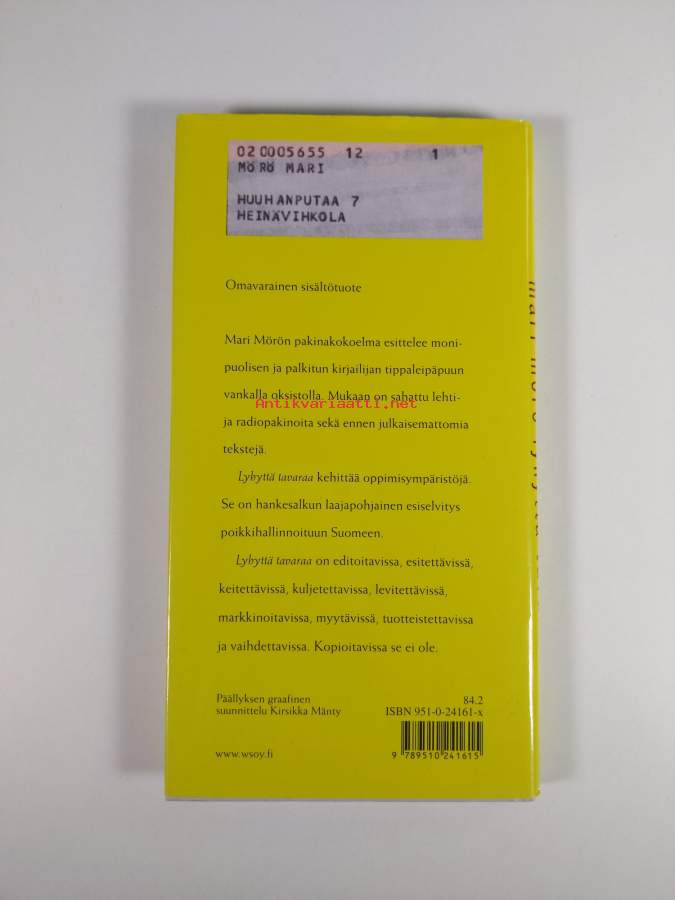 020005655 12 1
MÖRÖ MARI
HUUHANPUTAA 7
HEINÄVIHKOLA
Omavarainen sisältötuote
Mari Mörön pakinakokoelma esittelee moni-
puolisen ja palkitun kirjailijan tippaleipäpuun
vankalla oksistolla. Mukaan on sahattu lehti-
Antikvariaatti.net
ja radiopakinoita sekä ennen julkaisemattomia
tekstejä.
Lyhyttä tavaraa kehittää oppimisympäristöjä.
Se on hankesalkun laajapohjainen esiselvitys
poikkihallinnoituun Suomeen.
Lyhyttä tavaraa on editoitavissa, esitettävissä,
keitettävissä, kuljetettavissa, levitettävissä,
markkinoitavissa, myytävissä, tuotteistettavissa
ja vaihdettavissa. Kopioitavissa se ei ole.
Päällyksen graafinen
suunnittelu Kirsikka Mänty
84.2
ISBN 951-0-24161-x
www.wsoy.fi
9 789510 241615
mari mörö lyhyttä